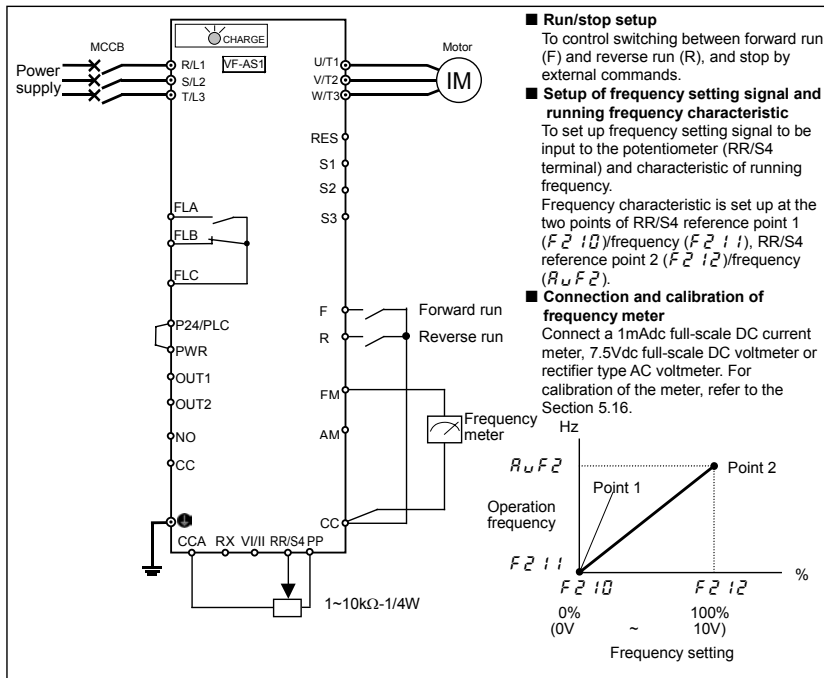 MCCB
Power
supply
R/L1
S/L2
T/L3
CHARGE
VF-AS1
U/T1
V/T2
W/T3
Motor
IM
RES
S1
S2
S3
FLA
FLB
FLC
P24/PLC
PWR
OUT1
OUT2
NO
CC
F
Forward run
R
Reverse run
FM
AM
Frequency
meter
CC
CCA RX VI/II RR/S4 PP
1~10kΩ-1/4W
■ Run/stop setup
To control switching between forward run
(F) and reverse run (R), and stop by
external commands.
■ Setup of frequency setting signal and
running frequency characteristic
To set up frequency setting signal to be
input to the potentiometer (RR/S4
terminal) and characteristic of running
frequency.
Frequency characteristic is set up at the
two points of RR/S4 reference point 1
(F210)/frequency (F211), RR/S4
reference point 2 (F212)/frequency
(AuF2).
■ Connection and calibration of
frequency meter
Connect a 1mAdc full-scale DC current
meter, 7.5Vdc full-scale DC voltmeter or
rectifier type AC voltmeter. For
calibration of the meter, refer to the
Section 5.16.
Hz
AuF2
Point 2
Point 1
Operation
frequency
F211
%
F210 F212
0% 100%
(0V ~ 10V)
Frequency setting